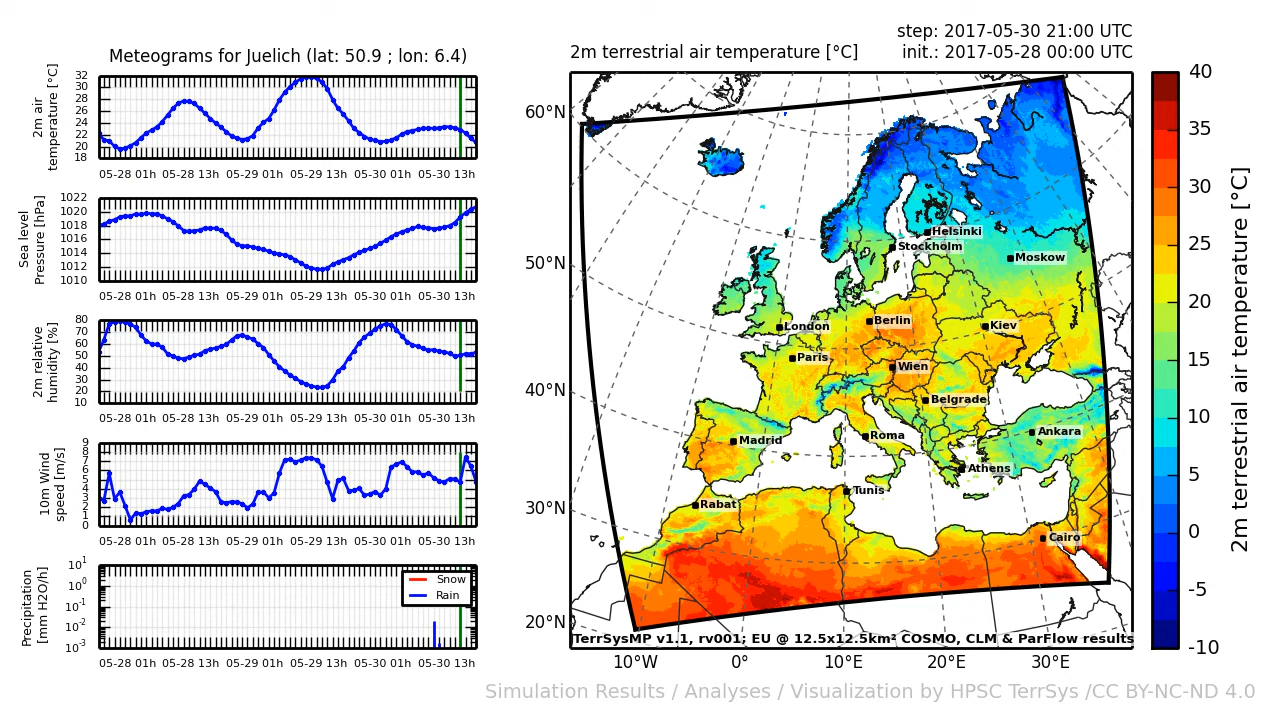 step: 2017-05-30 21:00 UTC
Meteograms for Juelich (lat: 50.9 ; lon: 6.4)
2m terrestrial air temperature [°C]
init.: 2017-05-28 00:00 UTC
2m air
temperature [°C]
32
30
28
26
24
22
20
18
05-28 01h 05-28 13h 05-29 01h 05-29 13h 05-30 01h 05-30 13h
Sea level
Pressure [hPa]
1022
1020
1018
1016
1014
1012
1010
05-28 01h 05-28 13h 05-29 01h 05-29 13h 05-30 01h 05-30 13h
2m relative
humidity [%]
80
70
60
50
40
30
20
10
05-28 01h 05-28 13h 05-29 01h 05-29 13h 05-30 01h 05-30 13h
10m Wind
speed [m/s]
9
8
7
6
5
4
3
2
1
0
05-28 01h 05-28 13h 05-29 01h 05-29 13h 05-30 01h 05-30 13h
Precipitation
[mm H2O/h]
10¹
10⁰
10⁻¹
10⁻²
10⁻³
Snow
Rain
05-28 01h 05-28 13h 05-29 01h 05-29 13h 05-30 01h 05-30 13h
60°N
50°N
40°N
30°N
20°N
Helsinki
Stockholm
Moskow
London
Berlin
Kiev
Paris
Wien
Belgrade
Madrid
Roma
Ankara
Athens
Tunis
Rabat
Cairo
TerrSysMP v1.1, rv001; EU @ 12.5x12.5km² COSMO, CLM & ParFlow results
10°W 0° 10°E 20°E 30°E
40
35
30
25
20
15
10
5
0
-5
-10
2m terrestrial air temperature [°C]
Simulation Results / Analyses / Visualization by HPSC TerrSys /CC BY-NC-ND 4.0